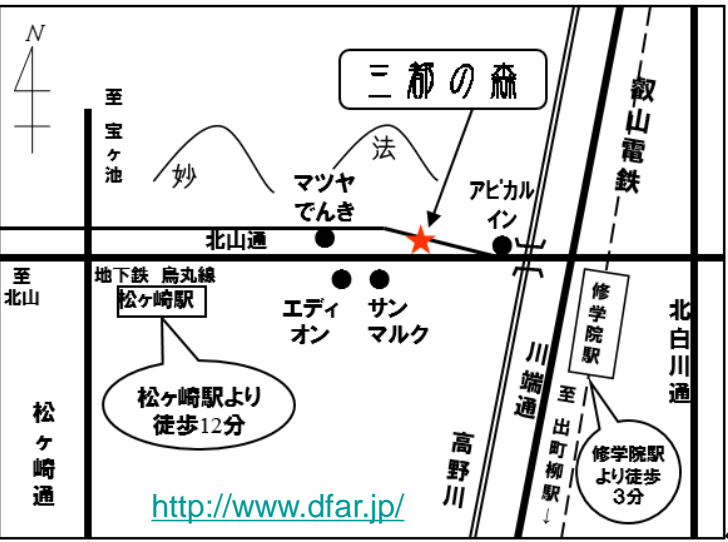 N
三都の森
至宝ヶ池
妙
法
叡山電鉄
マツヤ
でんき
アピカル
イン
北山通
至
北山
地下鉄 烏丸線
松ヶ崎駅
エディ
オン
サン
マルク
修学院駅
北白川通
川端通
松ヶ崎駅より
徒歩12分
至出町柳駅→
松ヶ崎通
高野川
修学院駅
より徒歩
3分
http://www.dfar.jp/